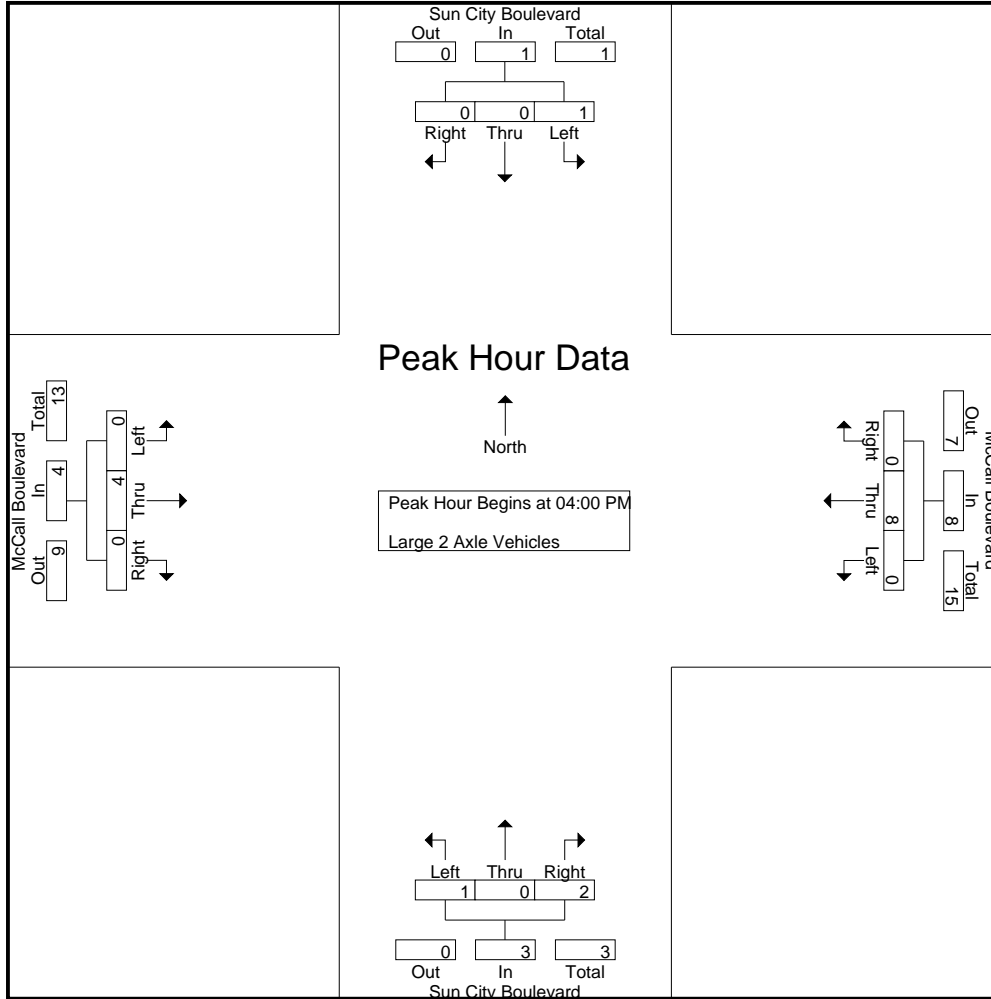 Sun City Boulevard
Out In Total
0 1 1
0 0 1
Right Thru Left
Peak Hour Data
North
Peak Hour Begins at 04:00 PM
Large 2 Axle Vehicles
McCall Boulevard
Out In Total
9 4 13
Right Thru Left
0 4 0
McCall Boulevard
Out In Total
7 8 15
Right Thru Left
0 8 0
Left Thru Right
1 0 2
0 3 3
Out In Total
Sun City Boulevard